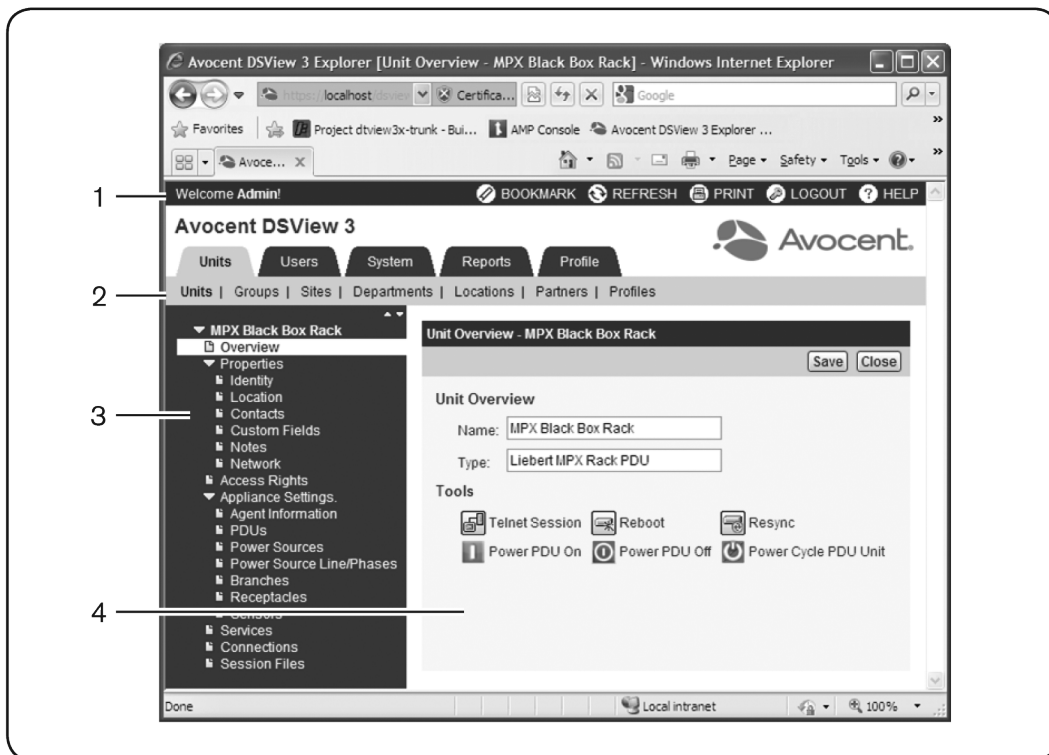 Avocent DSView 3 Explorer [Unit Overview - MPX Black Box Rack] - Windows Internet Explorer
https://localhost/dsview Certifica... Google
Favorites Project dtview3x-trunk - Bui... AMP Console Avocent DSView 3 Explorer ... »
Avoce... X Page Safety Tools »
1
Welcome Admin! BOOKMARK REFRESH PRINT LOGOUT ? HELP
Avocent DSView 3
Avocent.
Units Users System Reports Profile
2
Units | Groups | Sites | Departments | Locations | Partners | Profiles
3
MPX Black Box Rack
Overview
Properties
Identity
Location
Contacts
Custom Fields
Notes
Network
Access Rights
Appliance Settings.
Agent Information
PDUs
Power Sources
Power Source Line/Phases
Branches
Receptacles
4
Sensors
Services
Connections
Session Files
Unit Overview - MPX Black Box Rack
Save Close
Unit Overview
Name: MPX Black Box Rack
Type: Liebert MPX Rack PDU
Tools
Telnet Session Reboot Resync
Power PDU On Power PDU Off Power Cycle PDU Unit
Done Local intranet 100%